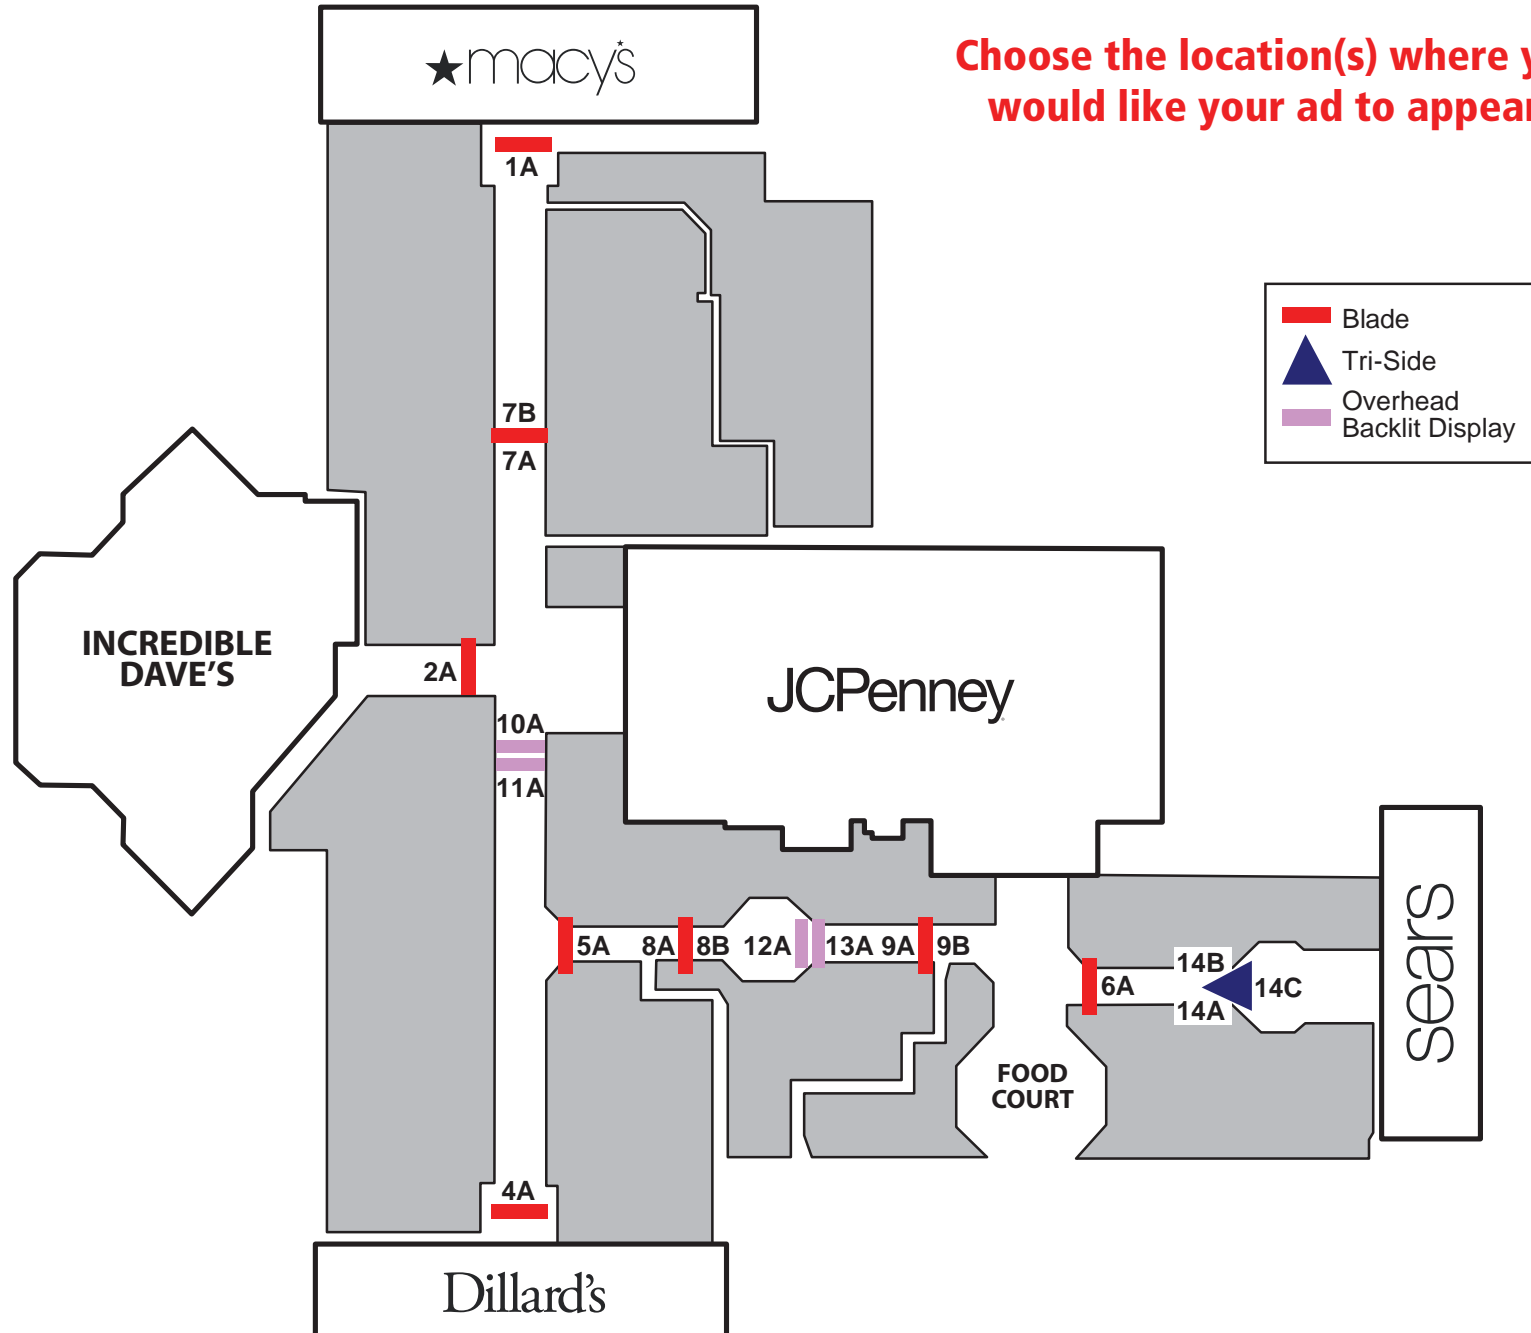 macy's
Choose the location(s) where y
would like your ad to appear
1A
Blade
Tri-Side
Overhead
Backlit Display
7B
7A
INCREDIBLE
DAVE'S
2A
JCPenney
10A
11A
5A
8A
8B
12A
13A
9A
9B
6A
14B
14A
14C
sears
FOOD
COURT
4A
Dillard's